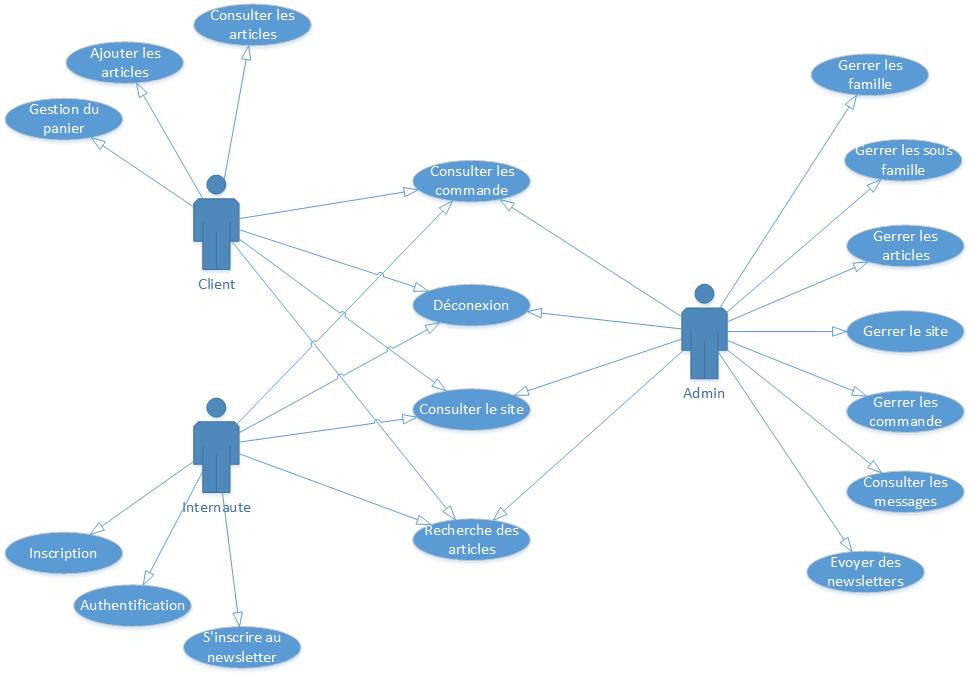 Consulter les
articles
Ajouter les
articles
Gestion du
panier
Client
Consulter les
commande
Déconexion
Consulter le site
Recherche des
articles
Internaute
Inscription
Authentification
S'inscrire au
newsletter
Admin
Gerrer les
famille
Gerrer les sous
famille
Gerrer les
articles
Gerrer le site
Gerrer les
commande
Consulter les
messages
Evoyer des
newsletters